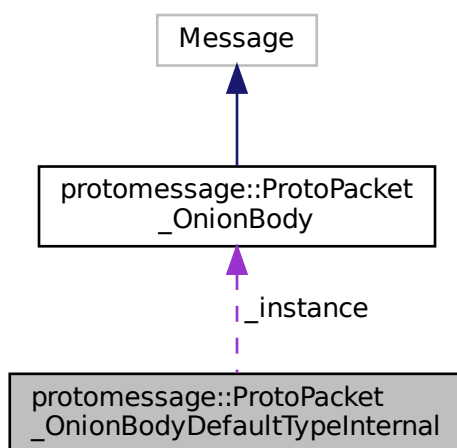 Message
protomessage::ProtoPacket
_OnionBody
_instance
protomessage::ProtoPacket
_OnionBodyDefaultTypeInternal